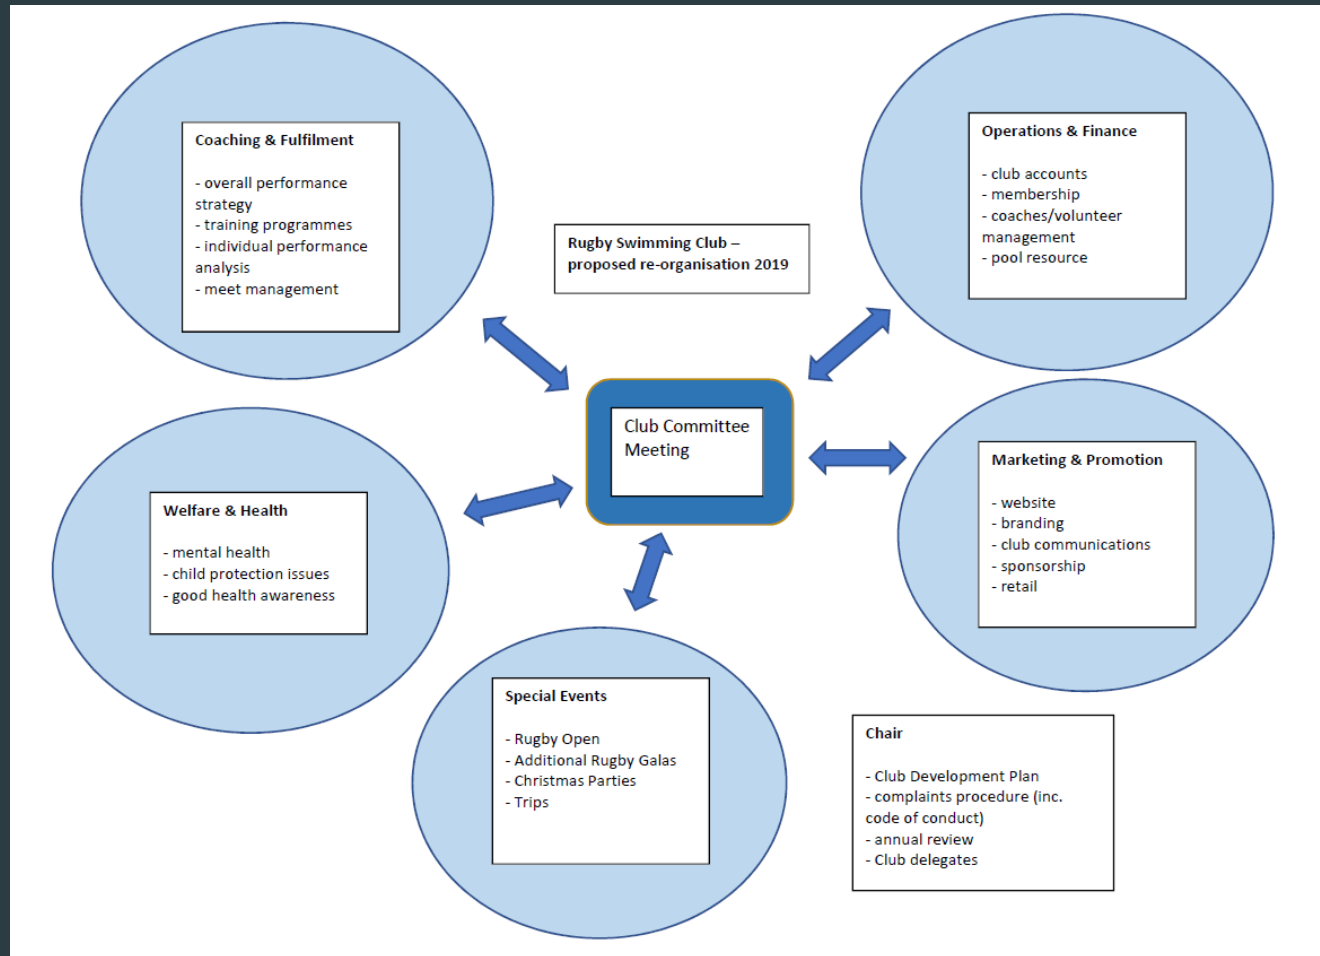 Coaching & Fulfilment
- overall performance
strategy
- training programmes
- individual performance
analysis
- meet management
Rugby Swimming Club –
proposed re-organisation 2019
Operations & Finance
- club accounts
- membership
- coaches/volunteer
management
- pool resource
Club Committee
Meeting
Welfare & Health
- mental health
- child protection issues
- good health awareness
Marketing & Promotion
- website
- branding
- club communications
- sponsorship
- retail
Special Events
- Rugby Open
- Additional Rugby Galas
- Christmas Parties
- Trips
Chair
- Club Development Plan
- complaints procedure (inc.
code of conduct)
- annual review
- Club delegates